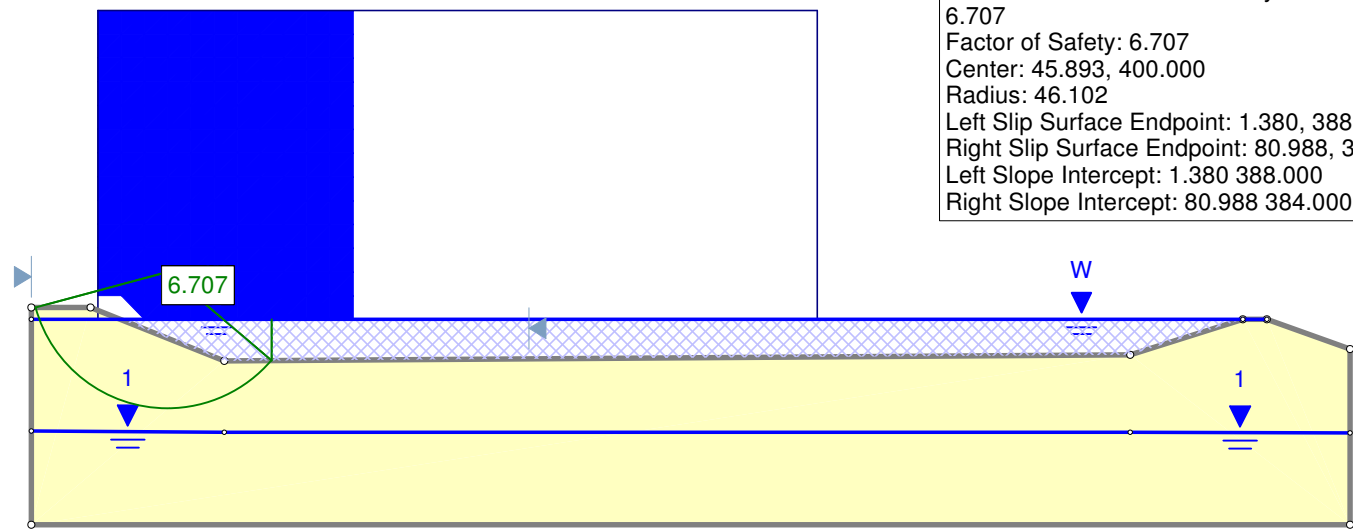 6.707
Factor of Safety: 6.707
Center: 45.893, 400.000
Radius: 46.102
Left Slip Surface Endpoint: 1.380, 388
Right Slip Surface Endpoint: 80.988, 3
Left Slope Intercept: 1.380 388.000
Right Slope Intercept: 80.988 384.000
W
6.707
1
1